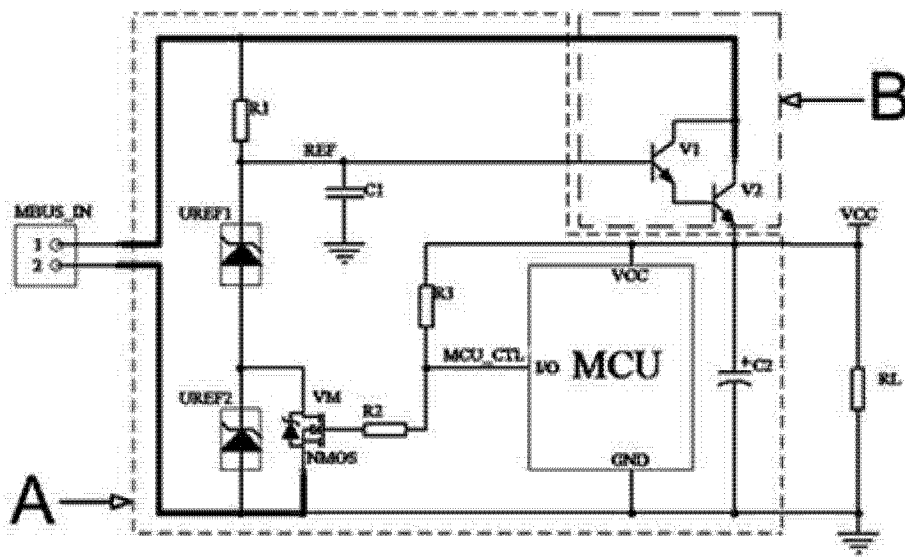 B
R1
REF
V1
C1
V2
MBUS_IN
UREF1
VCC
1
2
VCC
R3
MCU_CTL
I/O MCU
C2
RL
UREF2
VM
R2
NMOS
GND
A